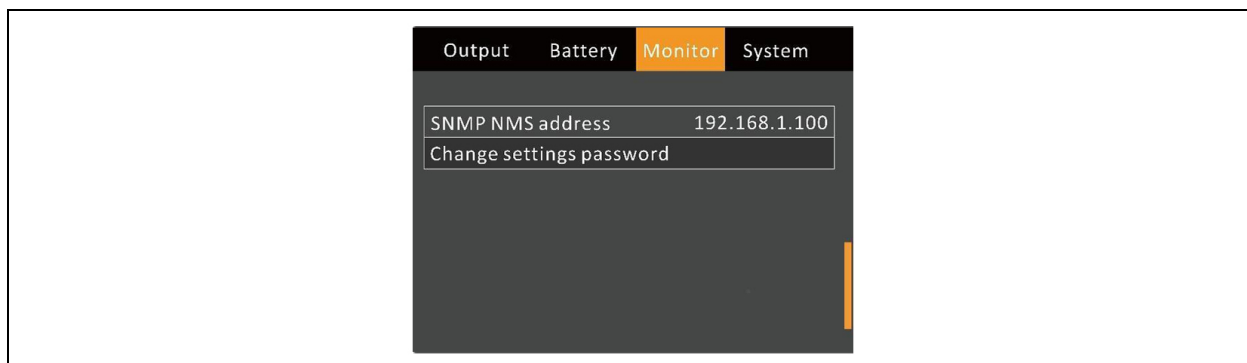 Output Battery Monitor System
SNMP NMS address 192.168.1.100
Change settings password